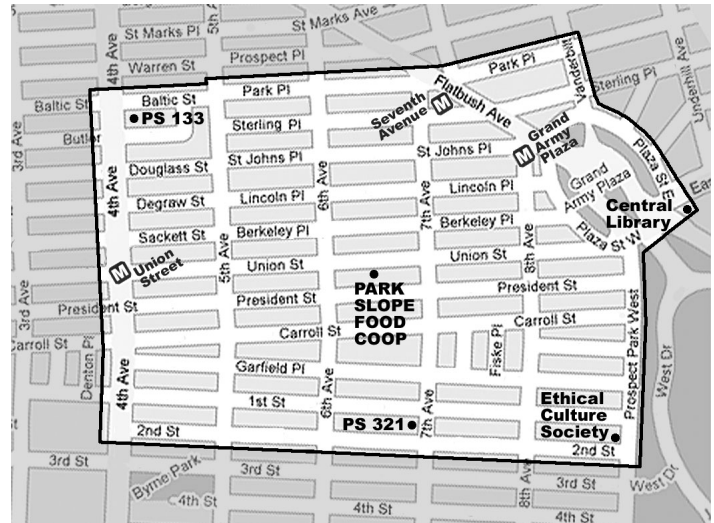 St Marks Pl
5th Ave
4th Ave
Warren St
Prospect Pl
Flatbush Ave
Park Pl
Vanderbilt
Underhill Ave
Sterling Pl
Baltic St
Baltic St
Park Pl
3rd Ave
PS 133
Butler
Sterling Pl
Seventh
Avenue
M
M
Grand
Army
Plaza
Plaza St E
Douglass St
St Johns Pl
St Johns Pl
4th Ave
6th Ave
Degraw St
Lincoln Pl
Lincoln Pl
7th Ave
Grand
Army Plaza
Central
Library
Plaza St W
Sackett St
Berkeley Pl
Berkeley Pl
5th Ave
8th Ave
M
Union
Street
Union St
Union St
PARK
SLOPE
FOOD
COOP
President St
President St
President St
3rd Ave
Carroll St
Carroll St
Carroll St
Denton Pl
Fiske Pl
Prospect Park West
West Dr
4th Ave
Garfield Pl
6th Ave
1st St
7th Ave
PS 321
Ethical
Culture
Society
2nd St
2nd St
3rd St
Byrne Park
3rd St
8th Ave
3rd St
West Dr
4th St
4th St
4th St